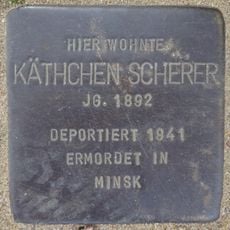 HIER WOHNTE
KÄTHCHEN SCHERER
JG. 1892
DEPORTIERT 1941
ERMORDET IN
MINSK